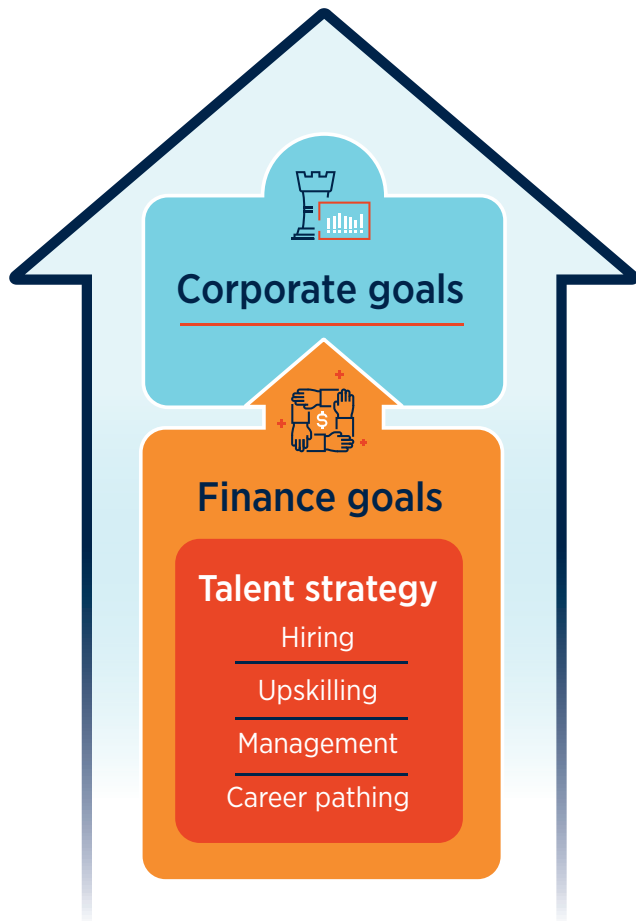 Corporate goals
$
Finance goals
Talent strategy
Hiring
Upskilling
Management
Career pathing